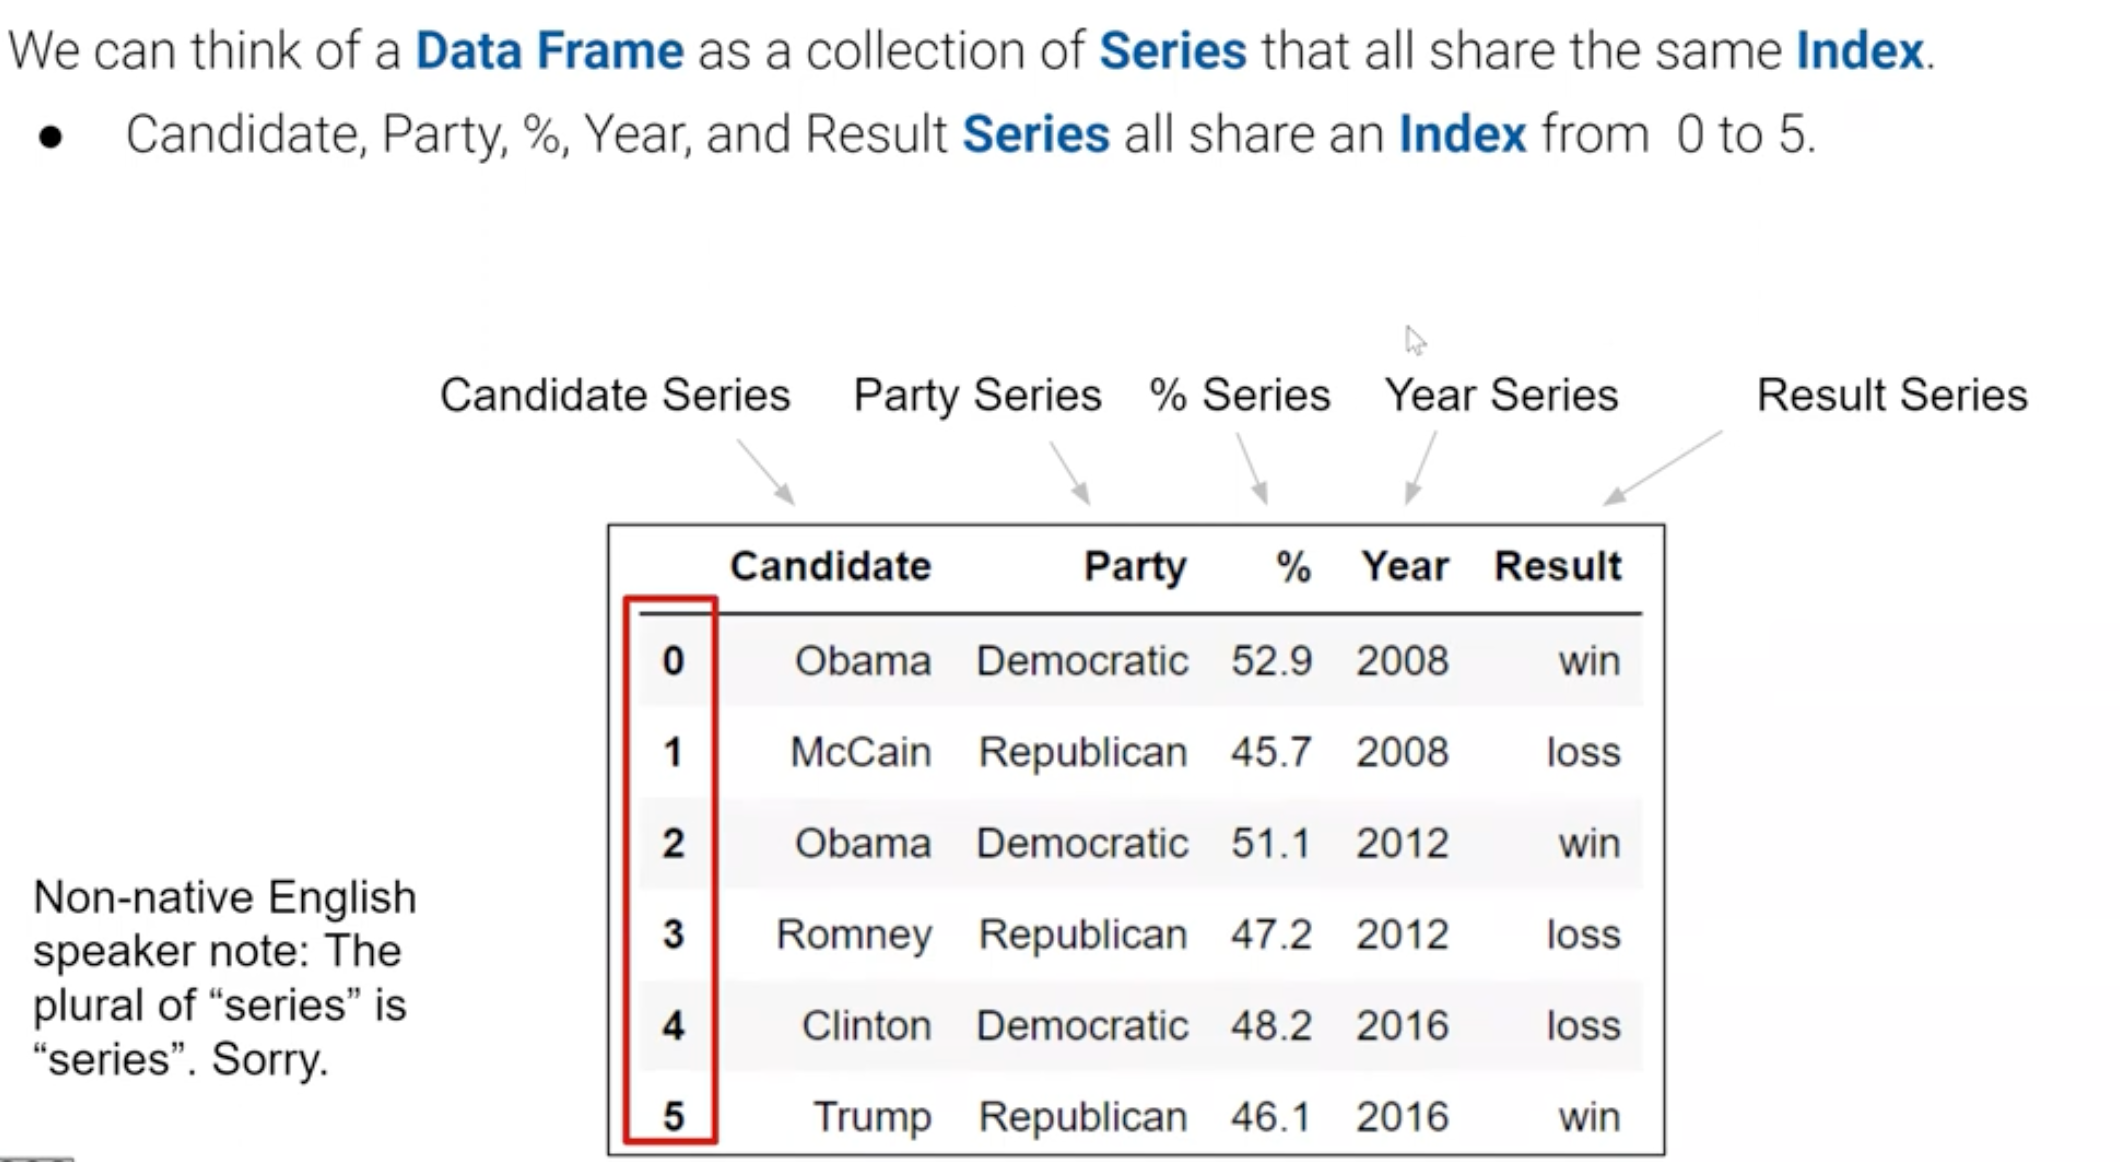 We can think of a Data Frame as a collection of Series that all share the same Index.
● Candidate, Party, %, Year, and Result Series all share an Index from 0 to 5.
Candidate Series Party Series % Series Year Series Result Series
Candidate Party % Year Result
0 Obama Democratic 52.9 2008 win
1 McCain Republican 45.7 2008 loss
2 Obama Democratic 51.1 2012 win
3 Romney Republican 47.2 2012 loss
4 Clinton Democratic 48.2 2016 loss
5 Trump Republican 46.1 2016 win
Non-native English
speaker note: The
plural of “series” is
“series”. Sorry.